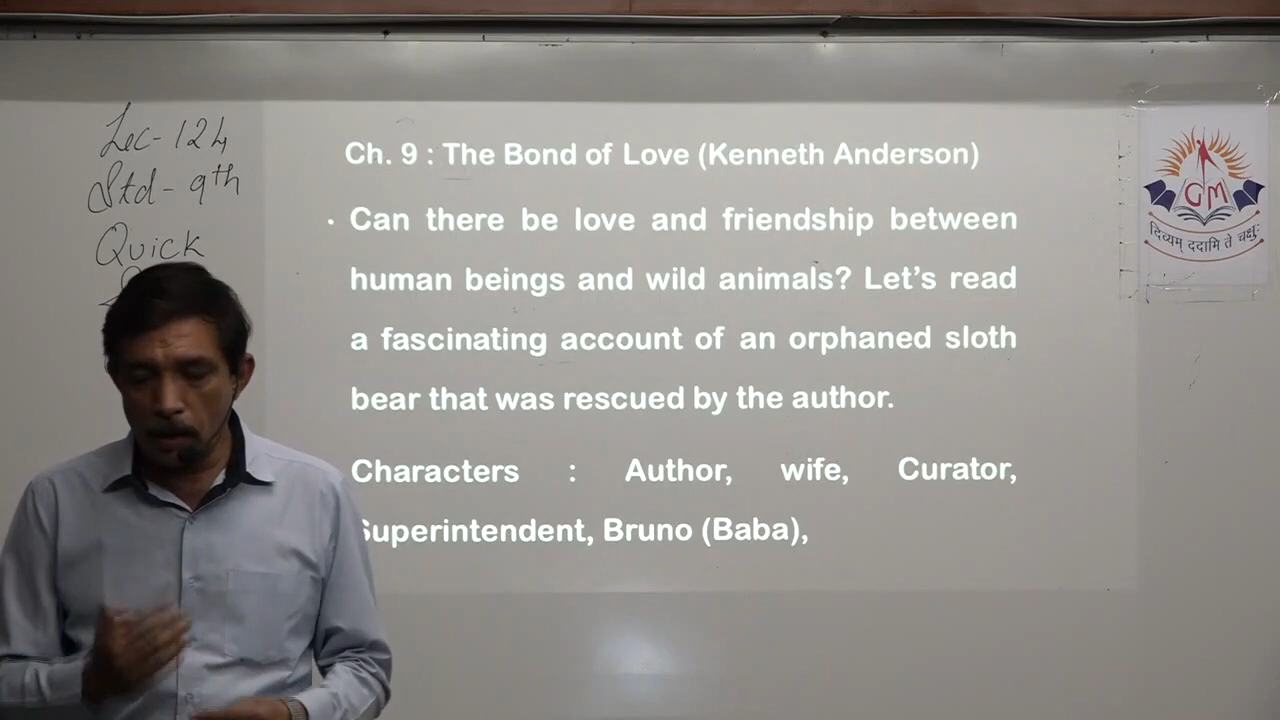 Lec-124
Std-9th
Quick
Ch. 9 : The Bond of Love (Kenneth Anderson)
· Can there be love and friendship between
human beings and wild animals? Let's read
a fascinating account of an orphaned sloth
bear that was rescued by the author.
Characters : Author, wife, Curator,
Superintendent, Bruno (Baba),
GM
दिव्यम् ददामि ते चक्षुः